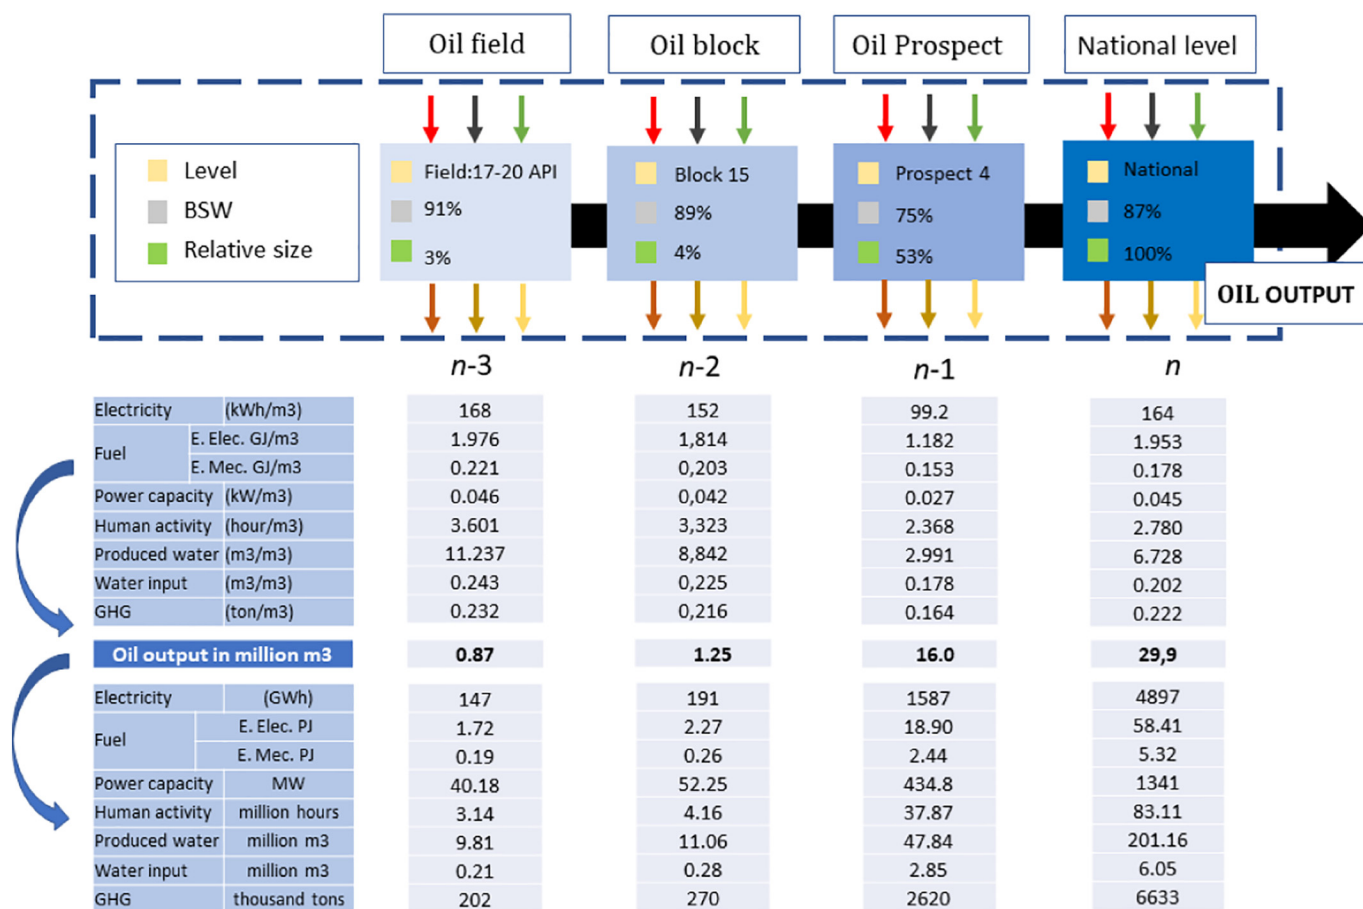 Oil field Oil block Oil Prospect National level
Level
BSW
Relative size
Field:17-20 API
91%
3%
Block 15
89%
4%
Prospect 4
75%
53%
National
87%
100%
OIL OUTPUT
n-3 n-2 n-1 n
Electricity (kWh/m3) 168 152 99.2 164
Fuel E. Elec. GJ/m3 1.976 1,814 1.182 1.953
E. Mec. GJ/m3 0.221 0,203 0.153 0.178
Power capacity (kW/m3) 0.046 0,042 0.027 0.045
Human activity (hour/m3) 3.601 3,323 2.368 2.780
Produced water (m3/m3) 11.237 8,842 2.991 6.728
Water input (m3/m3) 0.243 0,225 0.178 0.202
GHG (ton/m3) 0.232 0,216 0.164 0.222
Oil output in million m3 0.87 1.25 16.0 29,9
Electricity (GWh) 147 191 1587 4897
Fuel E. Elec. PJ 1.72 2.27 18.90 58.41
E. Mec. PJ 0.19 0.26 2.44 5.32
Power capacity MW 40.18 52.25 434.8 1341
Human activity million hours 3.14 4.16 37.87 83.11
Produced water million m3 9.81 11.06 47.84 201.16
Water input million m3 0.21 0.28 2.85 6.05
GHG thousand tons 202 270 2620 6633